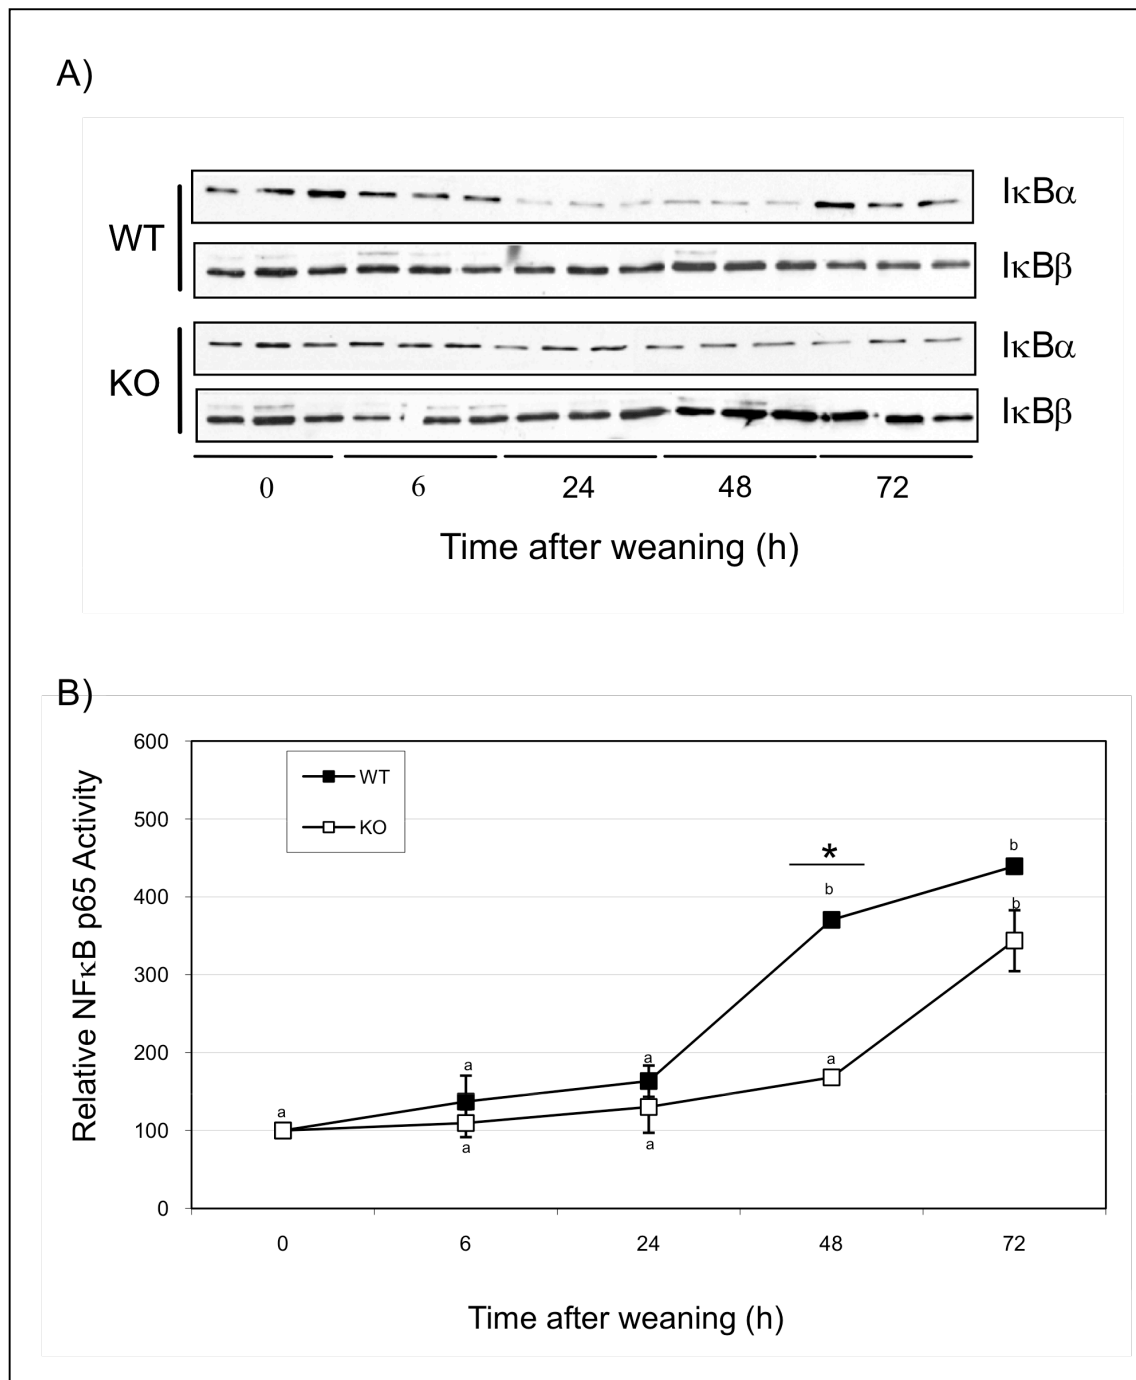 A)
WT
IκBα
IκBβ
KO
IκBα
IκBβ
0 6 24 48 72
Time after weaning (h)
B)
Relative NFκB p65 Activity
600
500
400
300
200
100
0
WT
KO
a
a
a
a
a
*
b
a
b
b
0 6 24 48 72
Time after weaning (h)